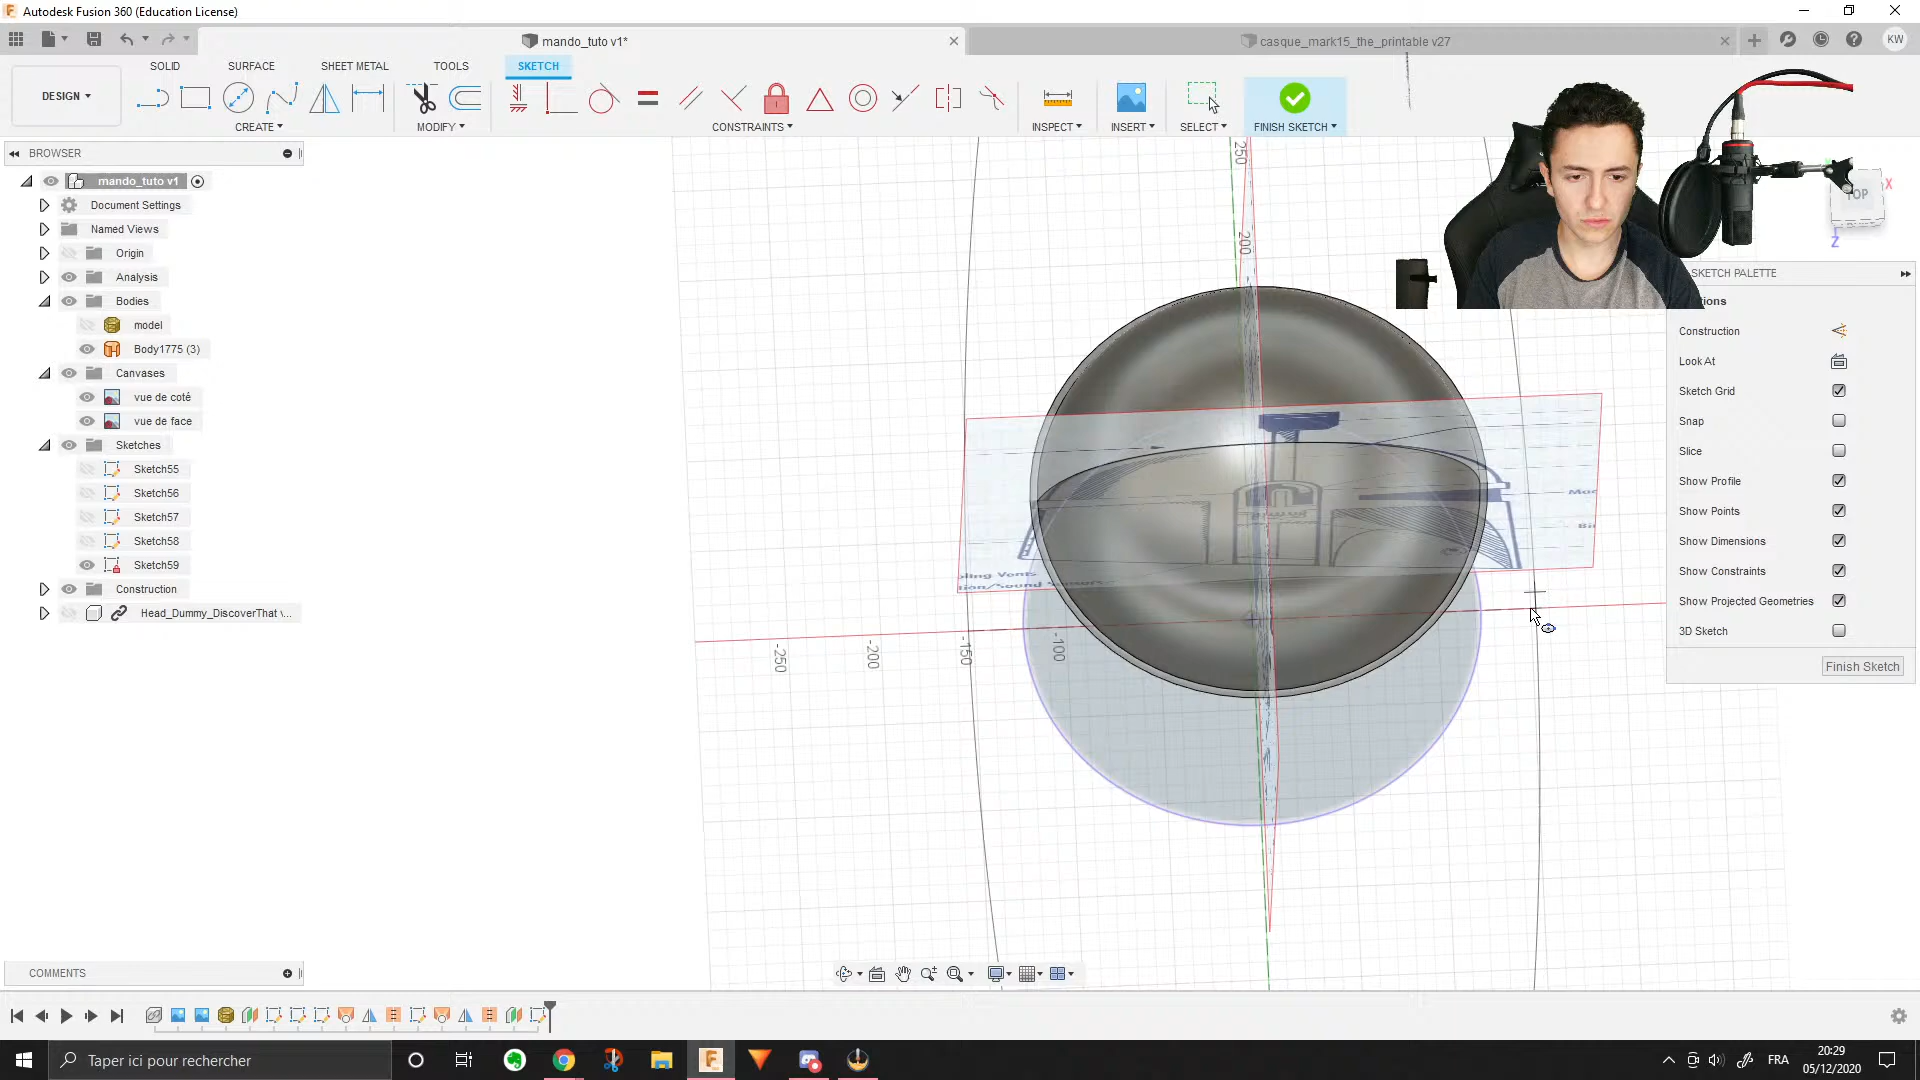 Autodesk Fusion 360 (Education License)
mando_tuto v1*
casque_mark15_the_printable v27
KW
SOLID
SURFACE
SHEET METAL
TOOLS
SKETCH
DESIGN
CREATE
MODIFY
CONSTRAINTS
INSPECT
INSERT
SELECT
FINISH SKETCH
BROWSER
mando_tuto v1
Document Settings
Named Views
Origin
Analysis
Bodies
model
Body1775 (3)
Canvases
vue de coté
vue de face
Sketches
Sketch55
Sketch56
Sketch57
Sketch58
Sketch59
Construction
Head_Dummy_DiscoverThat v...
250
200
-250
-200
-150
-100
TOP
X
Z
SKETCH PALETTE
Construction
Look At
Sketch Grid
Snap
Slice
Show Profile
Show Points
Show Dimensions
Show Constraints
Show Projected Geometries
3D Sketch
Finish Sketch
COMMENTS
Taper ici pour rechercher
FRA
20:29
05/12/2020